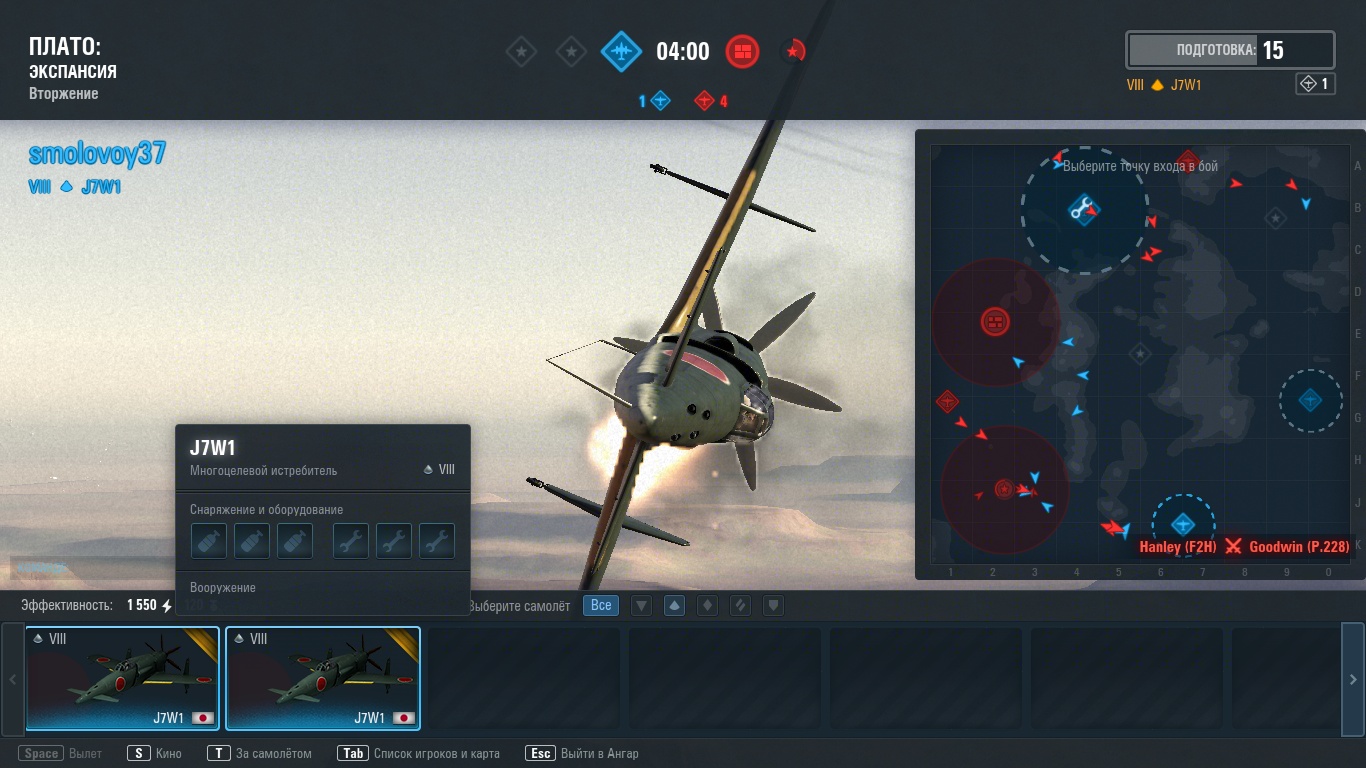 ПЛАТО:
ЭКСПАНСИЯ
Вторжение
04:00
1
4
ПОДГОТОВКА: 15
VIII J7W1
1
smolovoy37
VIII J7W1
Выберите точку входа в бой
A
B
C
D
E
F
G
H
J
K
1 2 3 4 5 6 7 8 9 0
Hanley (F2H) Goodwin (P.228)
J7W1
Многоцелевой истребитель
VIII
Снаряжение и оборудование
Вооружение
Эффективность: 1 550
Выберите самолёт
Все
VIII
J7W1
VIII
J7W1
Space Вылет
S Кино
T За самолётом
Tab Список игроков и карта
Esc Выйти в Ангар